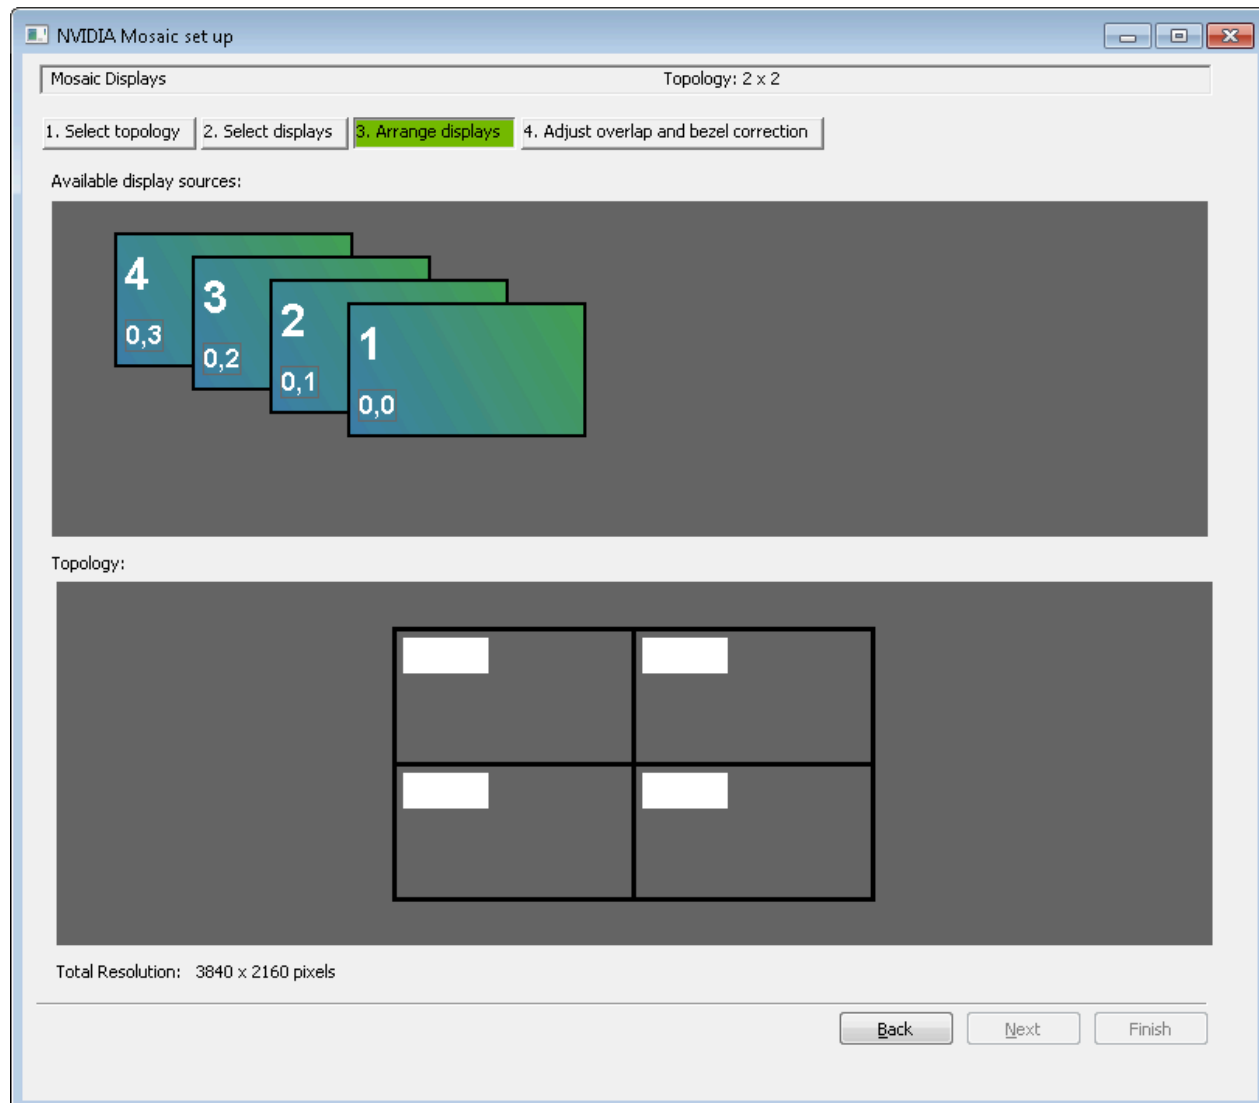 NVIDIA Mosaic set up
Mosaic Displays Topology: 2 x 2
1. Select topology 2. Select displays 3. Arrange displays 4. Adjust overlap and bezel correction
Available display sources:
4
0,3
3
0,2
2
0,1
1
0,0
Topology:
Total Resolution: 3840 x 2160 pixels
Back Next Finish